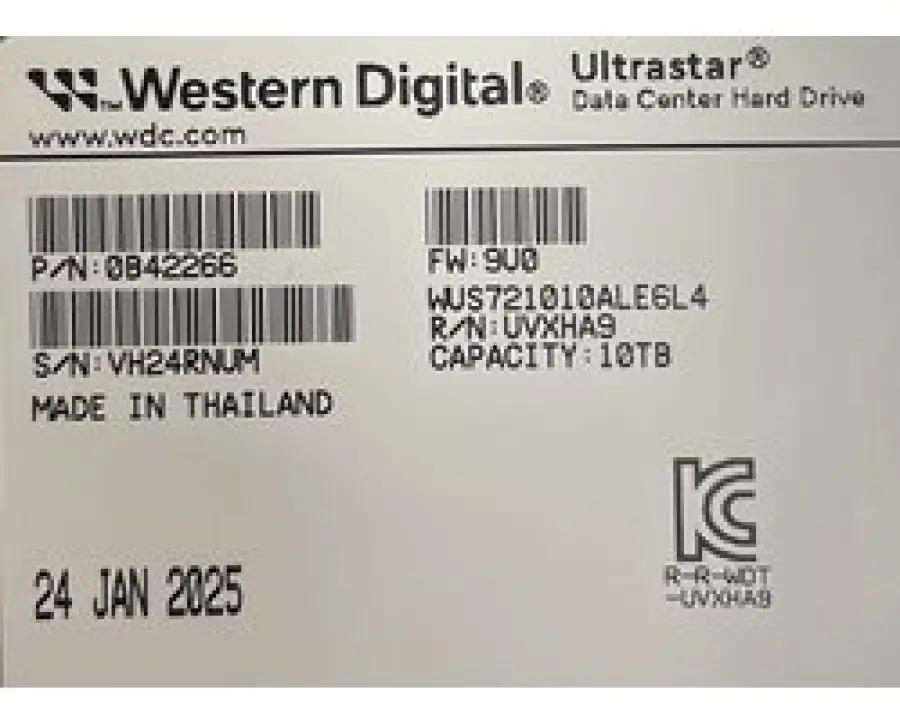 Western Digital®
Ultrastar®
Data Center Hard Drive
www.wdc.com
P/N:0B42266
S/N:VH24RNUM
MADE IN THAILAND
FW:9U0
WUS721010ALE6L4
R/N:UVXHA9
CAPACITY:10TB
24 JAN 2025
R-R-WDT
-UVXHA9